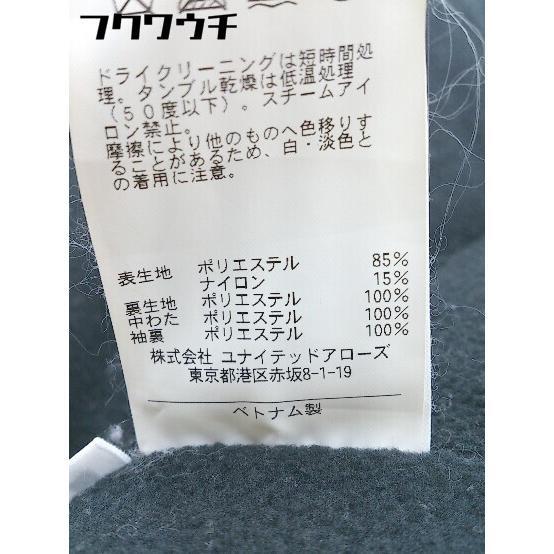 フクワウチ
ドライクリーニングは短時間処
理。タンブル乾燥は低温処理
（50度以下）。スチームアイ
ロン禁止。
摩擦により他のものへ色移りす
ることがあるため、白・淡色と
の着用に注意。
表生地 ポリエステル 85%
ナイロン 15%
裏生地 ポリエステル 100%
中わた ポリエステル 100%
袖裏 ポリエステル 100%
株式会社 ユナイテッドアローズ
東京都港区赤坂8-1-19
ベトナム製